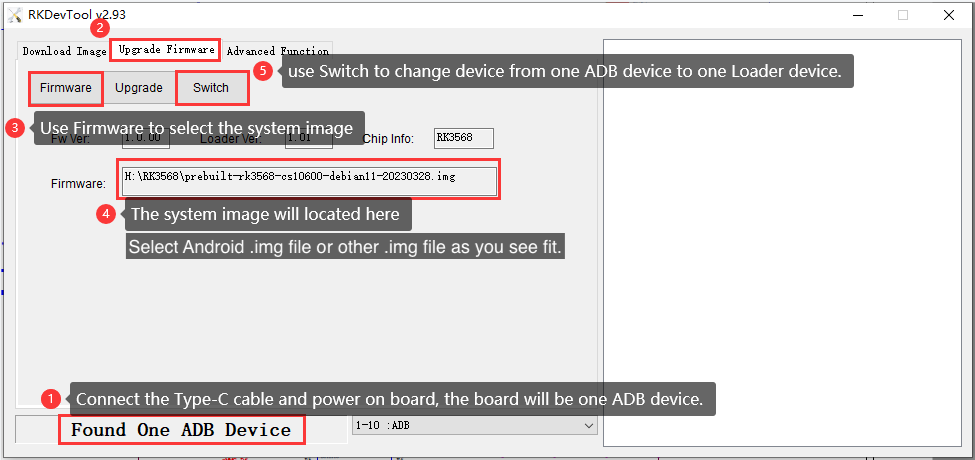 RKDevTool v2.93
2
Download Image Upgrade Firmware Advanced Function
5 use Switch to change device from one ADB device to one Loader device.
Firmware Upgrade Switch
3 Use Firmware to select the system image
Fw Ver: 1.0.00 Loader Ver: 1.01 Chip Info: RK3568
Firmware: H:\RK3568\prebuilt-rk3568-cs10600-debian11-20230328.img
4 The system image will located here
Select Android .img file or other .img file as you see fit.
1 Connect the Type-C cable and power on board, the board will be one ADB device.
Found One ADB Device 1-10 :ADB